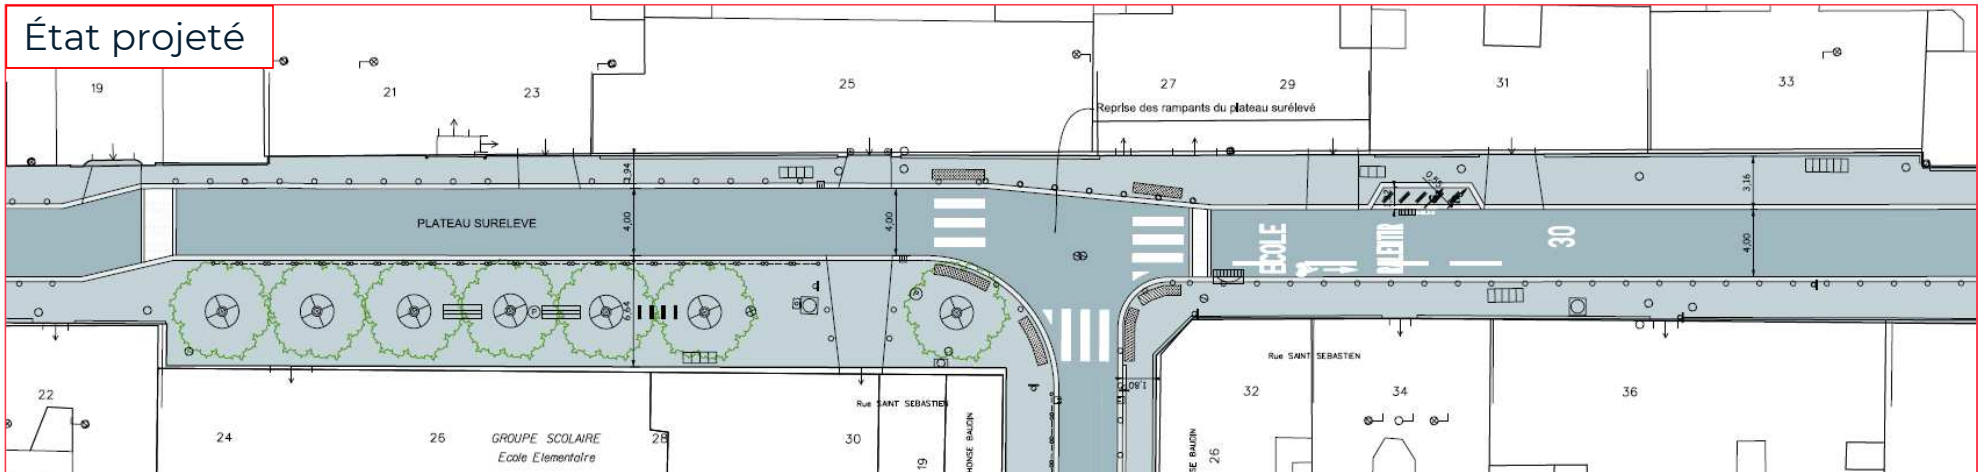 État projeté
19
21
23
25
27
29
31
33
Reprise des rampants du plateau surélevé
1,94
3,16
PLATEAU SURELEVE
4,00
4,00
4,00
ECOLE
RALENTIR
30
P
P
6,64
1,80
Rue SAINT SEBASTIEN
Rue SAINT SEBASTIEN
22
24
26
GROUPE SCOLAIRE
Ecole Elementaire
28
30
19
32
34
36
26